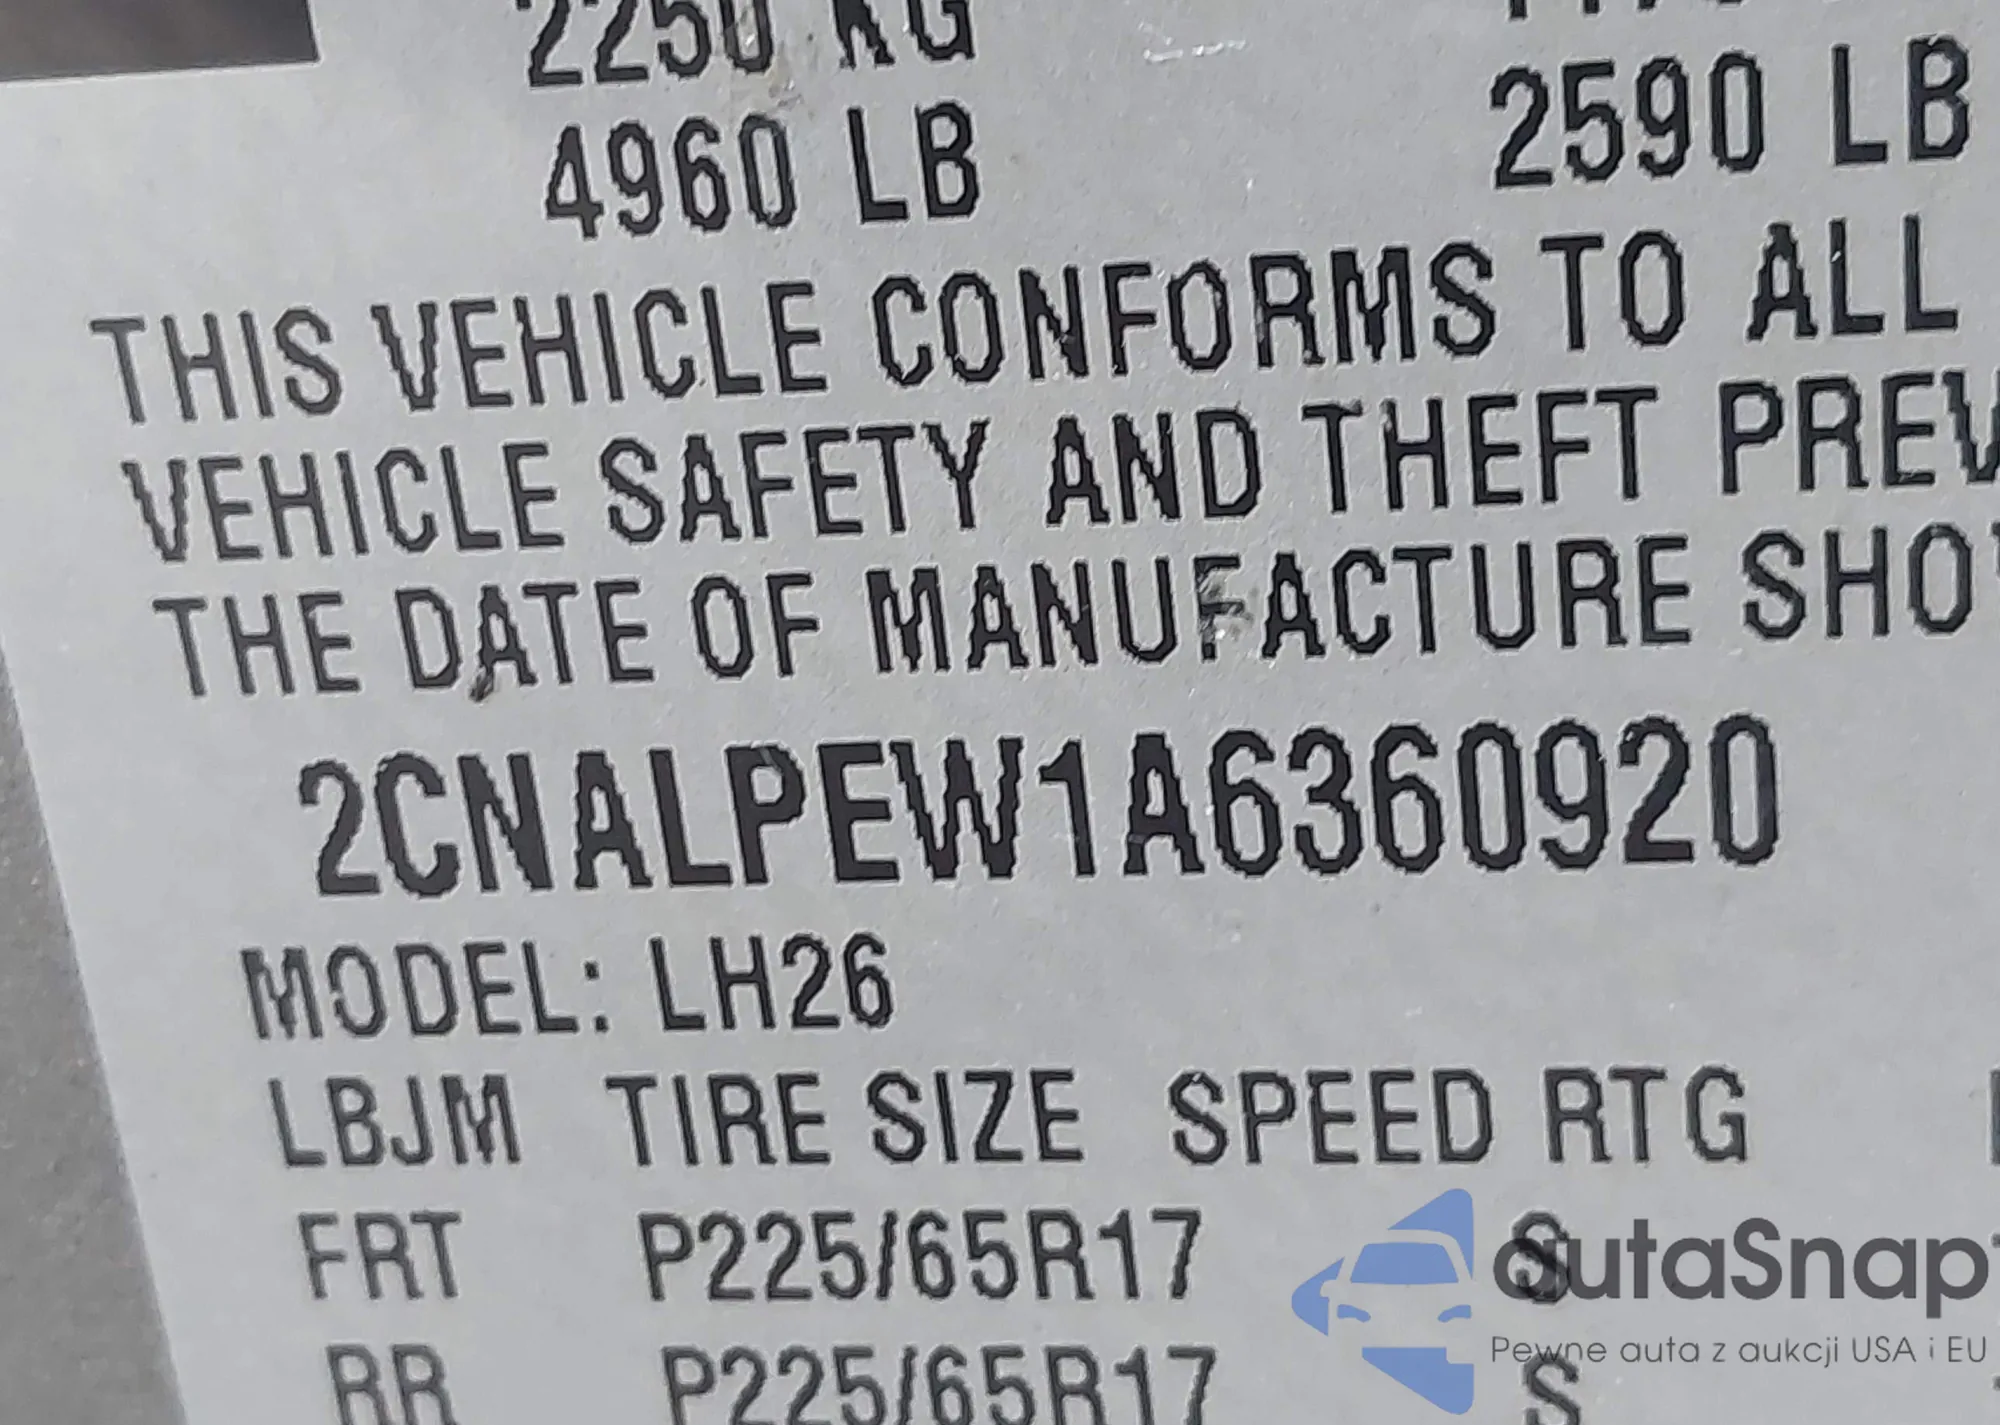 2250 KG
4960 LB 2590 LB
THIS VEHICLE CONFORMS TO ALL
VEHICLE SAFETY AND THEFT PREV
THE DATE OF MANUFACTURE SHO
2CNALPEW1A6360920
MODEL: LH26
LBJM TIRE SIZE SPEED RTG
FRT P225/65R17 S
RR P225/65R17 S
autaSnap
Pewne auta z aukcji USA i EU